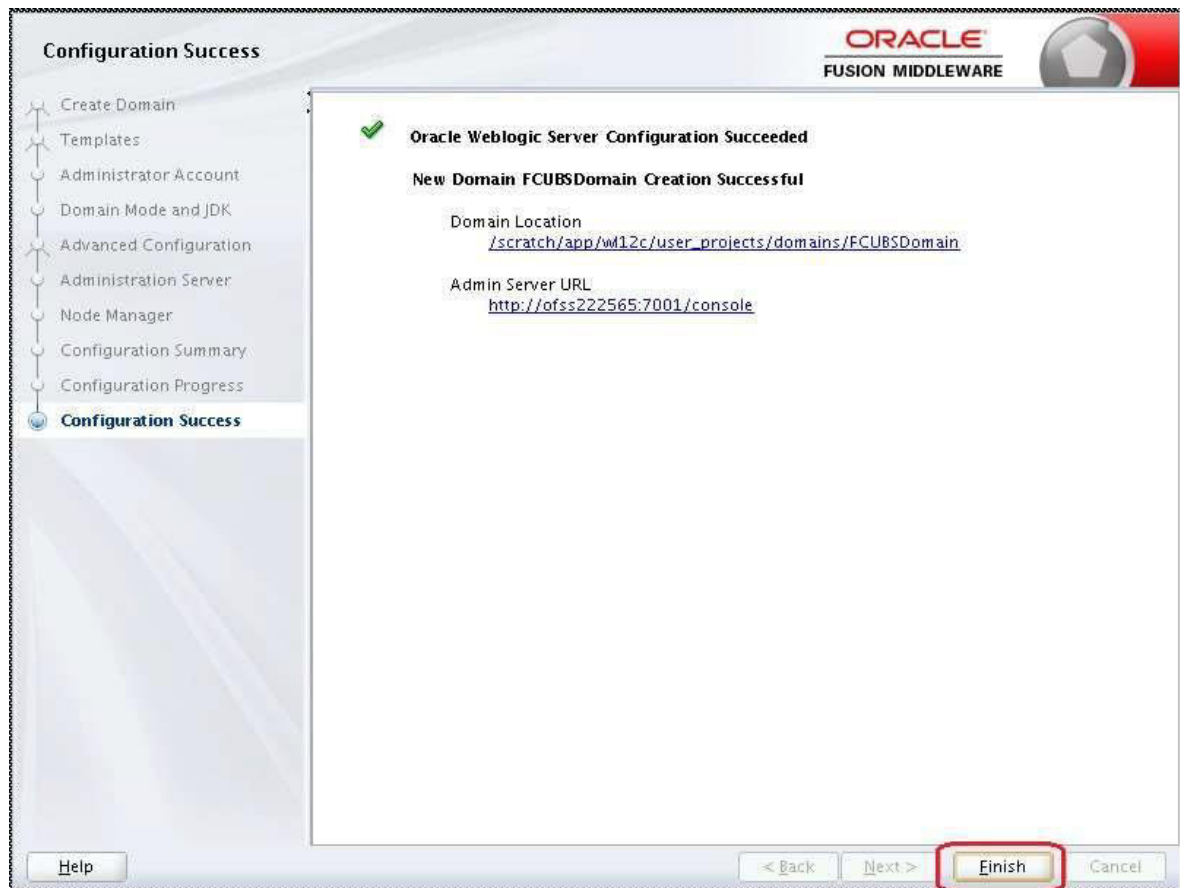 Configuration Success
ORACLE
FUSION MIDDLEWARE
Create Domain
Templates
Administrator Account
Domain Mode and JDK
Advanced Configuration
Administration Server
Node Manager
Configuration Summary
Configuration Progress
Configuration Success
Oracle Weblogic Server Configuration Succeeded
New Domain FCUBSDomain Creation Successful
Domain Location
/scratch/app/wl12c/user_projects/domains/FCUBSDomain
Admin Server URL
http://ofss222565:7001/console
Help
< Back
Next >
Finish
Cancel